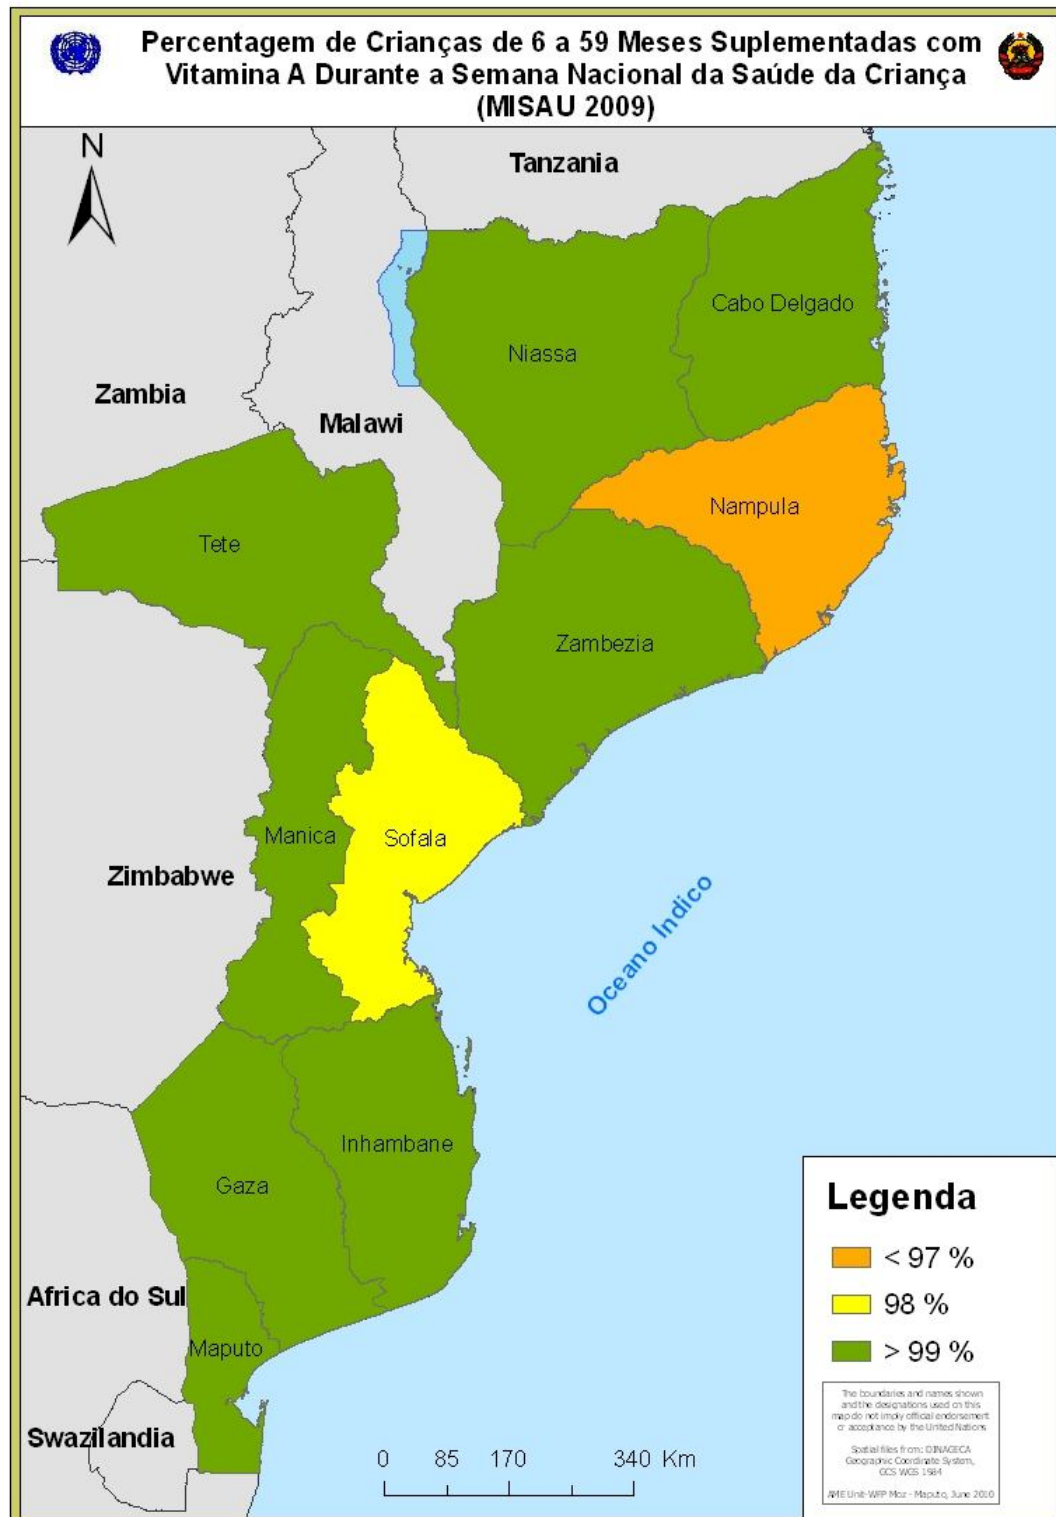 Percentagem de Crianças de 6 a 59 Meses Suplementadas com
Vitamina A Durante a Semana Nacional da Saúde da Criança
(MISAU 2009)
N
Tanzania
Cabo Delgado
Niassa
Zambia
Malawi
Nampula
Tete
Zambezia
Manica
Sofala
Zimbabwe
Oceano Indico
Inhambane
Gaza
Legenda
< 97 %
98 %
> 99 %
Africa do Sul
Maputo
Swazilandia
0 85 170 340 Km
The boundaries and names shown
and the designations used on this
map do not imply official endorsement
or acceptance by the United Nations
Spatial files from: DINAGECA
Geographic Coordinate System,
GCS WGS 1984
AME Unit-WFP Moz - Maputo, June 2010